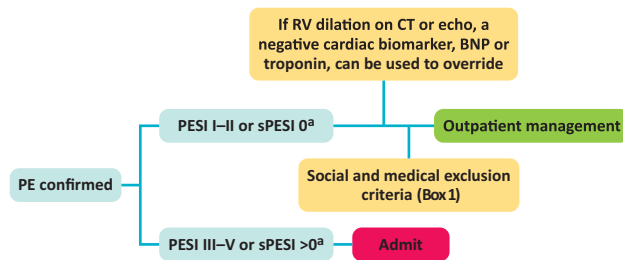 If RV dilation on CT or echo, a
negative cardiac biomarker, BNP or
troponin, can be used to override
PESI I–II or sPESI 0ª
Outpatient management
PE confirmed
Social and medical exclusion
criteria (Box 1)
PESI III–V or sPESI >0ª
Admit